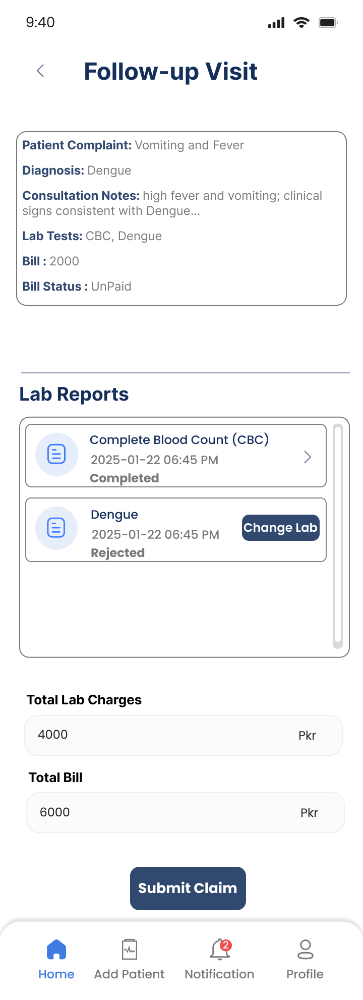 9:40
Follow-up Visit
Patient Complaint: Vomiting and Fever
Diagnosis: Dengue
Consultation Notes: high fever and vomiting; clinical
signs consistent with Dengue...
Lab Tests: CBC, Dengue
Bill : 2000
Bill Status : UnPaid
Lab Reports
Complete Blood Count (CBC)
2025-01-22 06:45 PM
Completed
Dengue
2025-01-22 06:45 PM
Rejected
Change Lab
Total Lab Charges
4000 Pkr
Total Bill
6000 Pkr
Submit Claim
2
Home Add Patient Notification Profile